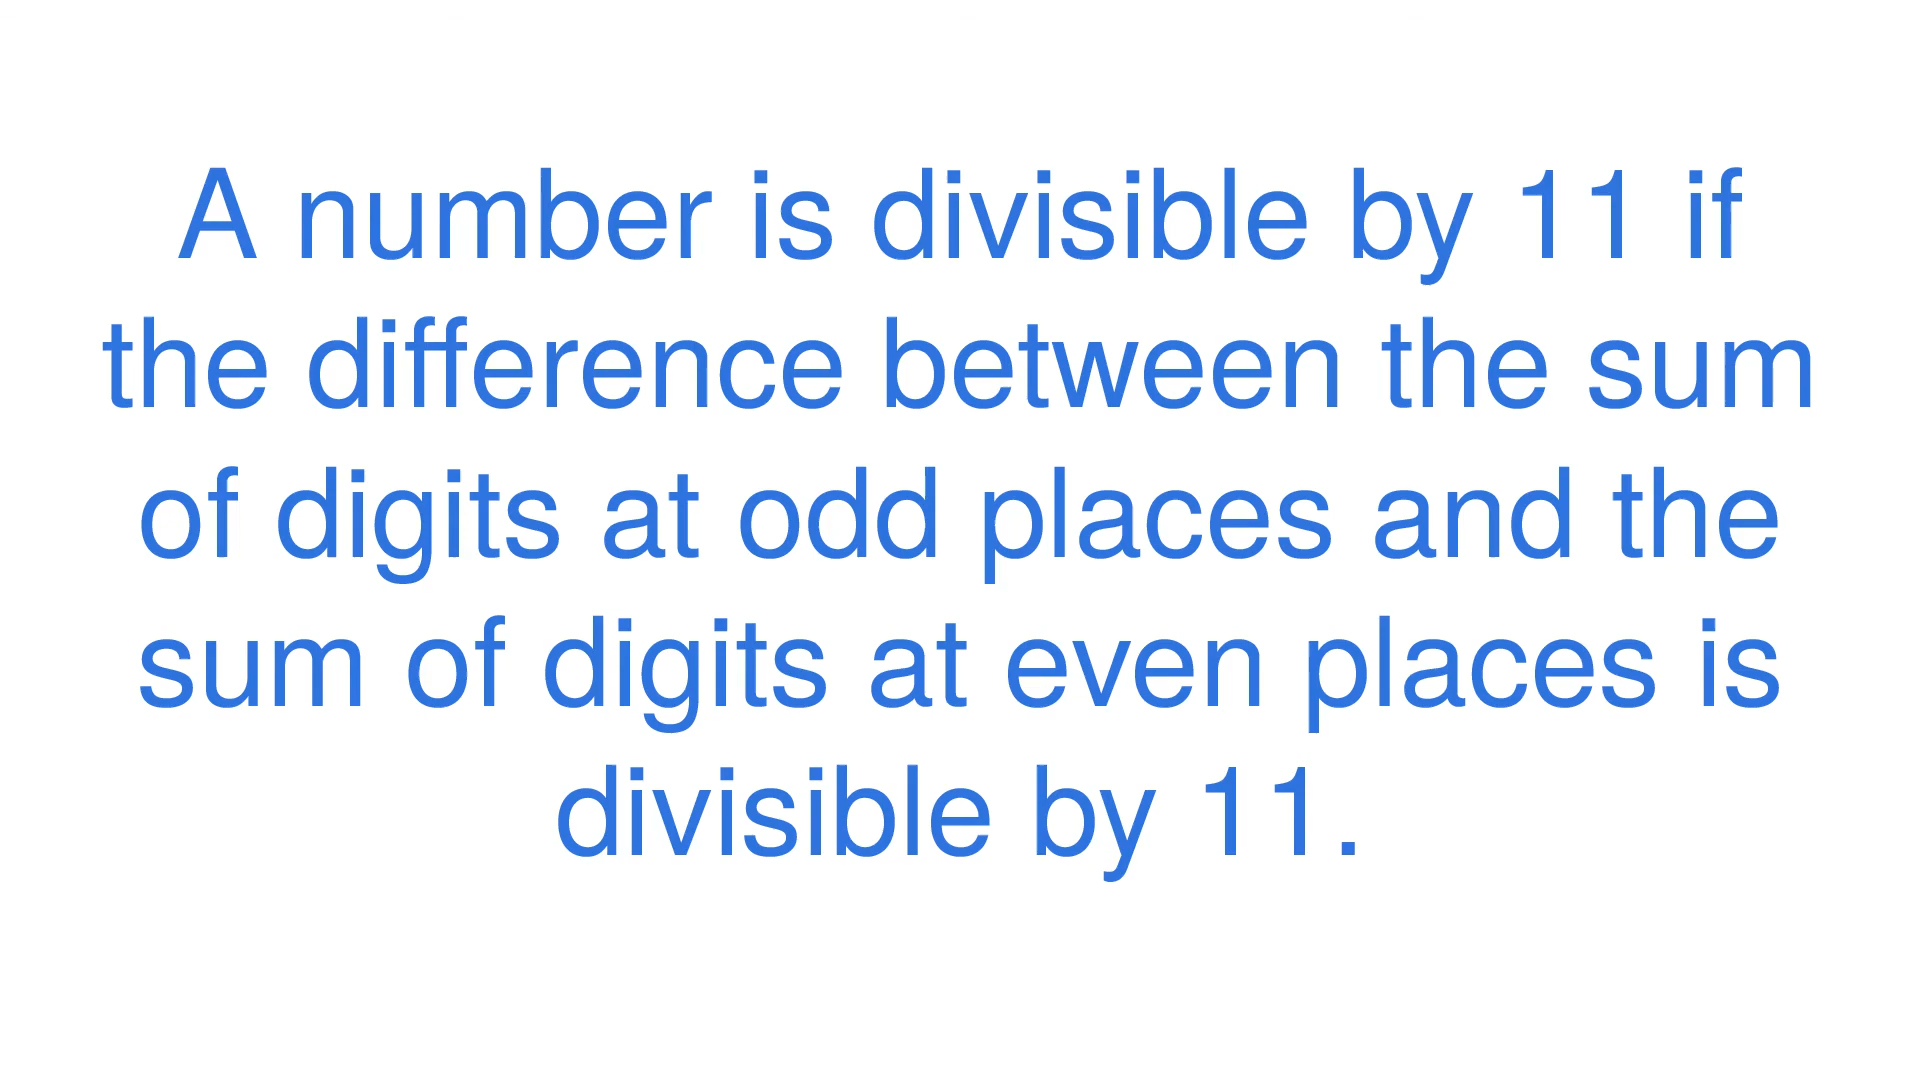 A number is divisible by 11 if
the difference between the sum
of digits at odd places and the
sum of digits at even places is
divisible by 11.